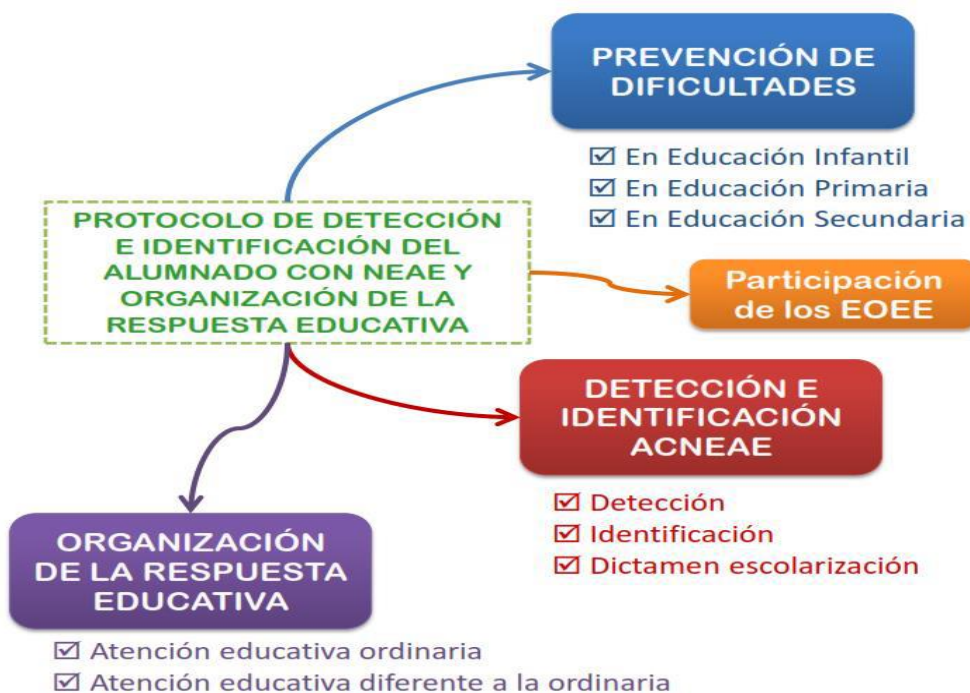 PREVENCIÓN DE
DIFICULTADES
En Educación Infantil
En Educación Primaria
En Educación Secundaria
PROTOCOLO DE DETECCIÓN
E IDENTIFICACIÓN DEL
ALUMNADO CON NEAE Y
ORGANIZACIÓN DE LA
RESPUESTA EDUCATIVA
Participación
de los EOEE
DETECCIÓN E
IDENTIFICACIÓN
ACNEAE
Detección
Identificación
Dictamen escolarización
ORGANIZACIÓN
DE LA RESPUESTA
EDUCATIVA
Atención educativa ordinaria
Atención educativa diferente a la ordinaria